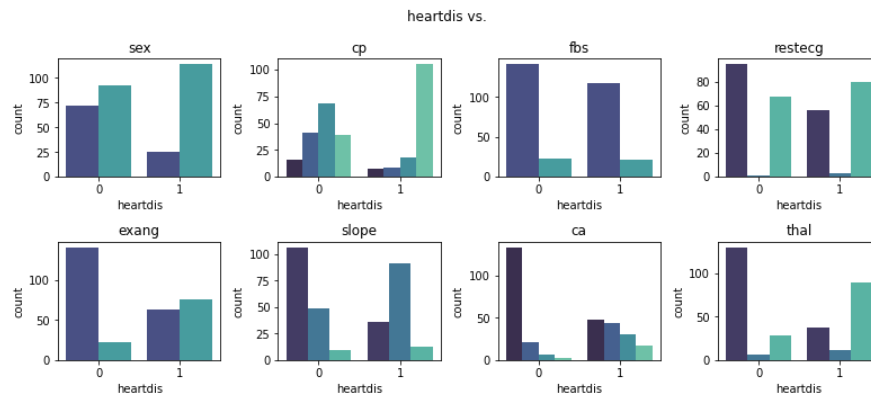 heartdis vs.
sex
cp
fbs
restecg
100
75
50
25
0
count
0
1
heartdis
100
75
50
25
0
count
0
1
heartdis
100
50
0
count
0
1
heartdis
80
60
40
20
0
count
0
1
heartdis
exang
slope
ca
thal
100
50
0
count
0
1
heartdis
100
75
50
25
0
count
0
1
heartdis
100
50
0
count
0
1
heartdis
100
50
0
count
0
1
heartdis